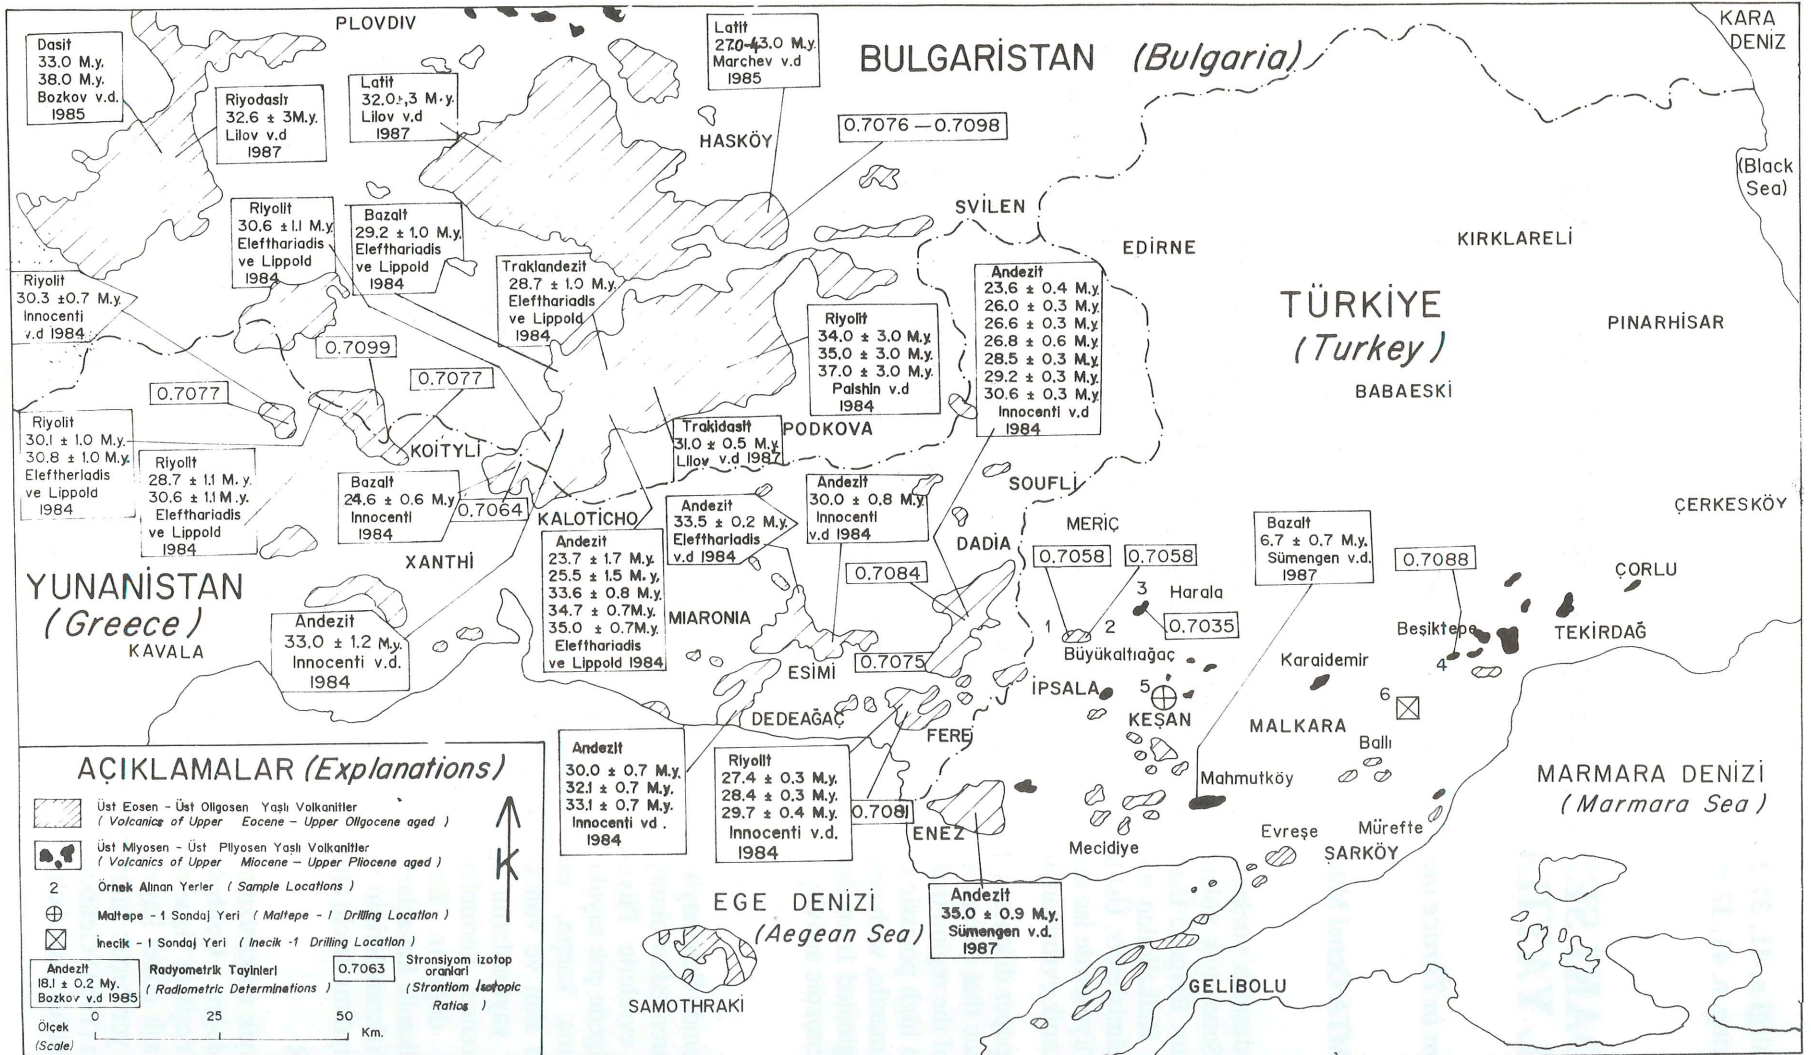 PLOVDIV
BULGARİSTAN (Bulgaria)
KARA
DENİZ
(Black
Sea)
Dasit
33.0 M.y.
38.0 M.y.
Bozkov v.d.
1985
Riyodasit
32.6 ± 3M.y.
Lilov v.d
1987
Latit
32.0±,3 M.y.
Lilov v.d
1987
Latit
27.0-43.0 M.y.
Marchev v.d
1985
HASKÖY
0.7076 — 0.7098
SVİLEN
EDİRNE
KIRKLARELİ
TÜRKİYE
(Turkey)
PINARHİSAR
BABAESKİ
Riyolit
30.6 ± 1.1 M.y.
Elefthariadis
ve Lippold
1984
Bazalt
29.2 ± 1.0 M.y.
Elefthariadis
ve Lippold
1984
Traklandezit
28.7 ± 1.0 M.y.
Elefthariadis
ve Lippold
1984
Riyolit
30.3 ±0.7 M.y.
Innocenti
v.d 1984
Riyolit
34.0 ± 3.0 M.y.
35.0 ± 3.0 M.y.
37.0 ± 3.0 M.y.
Palshin v.d
1984
Andezit
23.6 ± 0.4 M.y.
26.0 ± 0.3 M.y.
26.6 ± 0.3 M.y.
26.8 ± 0.6 M.y.
28.5 ± 0.3 M.y.
29.2 ± 0.3 M.y.
30.6 ± 0.3 M.y.
Innocenti v.d
1984
0.7099
0.7077
0.7077
Riyolit
30.1 ± 1.0 M.y.
30.8 ± 1.0 M.y.
Eleftheriadis
ve Lippold
1984
Riyolit
28.7 ± 1.1 M.y.
30.6 ± 1.1 M.y.
Elefthariadis
ve Lippold
1984
KOİTYLİ
Bazalt
24.6 ± 0.6 M.y
Innocenti
1984
0.7064
Trakidasit
31.0 ± 0.5 M.y
Lilov v.d 1987
PODKOVA
KALOTICHO
XANTHİ
SOUFLİ
DADİA
MERİÇ
ÇERKESKÖY
Andezit
33.5 ± 0.2 M.y.
Eleftharladis
v.d 1984
Andezit
30.0 ± 0.8 M.y
Innocenti
v.d 1984
Andezit
23.7 ± 1.7 M.y.
25.5 ± 1.5 M.y,
33.6 ± 0.8 M.y.
34.7 ± 0.7M.y.
35.0 ± 0.7M.y.
Elefthariadis
ve Lippold 1984
Bazalt
6.7 ± 0.7 M.y.
Sümengen v.d.
1987
0.7058
0.7058
0.7088
0.7084
0.7035
0.7075
YUNANİSTAN
(Greece)
KAVALA
Andezit
33.0 ± 1.2 M.y.
Innocenti v.d.
1984
MIARONIA
ESİMİ
DEDEAĞAÇ
FERE
1
2
3
Harala
Büyükaltıağaç
İPSALA
5
KEŞAN
Beşiktepe
4
Karaidemir
6
ÇORLU
TEKİRDAĞ
MALKARA
Ballı
Mahmutköy
MARMARA DENİZİ
(Marmara Sea)
Andezit
30.0 ± 0.7 M.y.
32.1 ± 0.7 M.y.
33.1 ± 0.7 M.y.
Innocenti vd.
1984
Riyolit
27.4 ± 0.3 M.y.
28.4 ± 0.3 M.y.
29.7 ± 0.4 M.y.
Innocenti v.d.
1984
0.7081
ENEZ
Mecidiye
Evreşe
Mürefte
ŞARKÖY
Andezit
35.0 ± 0.9 M.y.
Sümengen v.d.
1987
EGE DENİZİ
(Aegean Sea)
SAMOTHRAKİ
GELİBOLU
AÇIKLAMALAR (Explanations)
Üst Eosen – Üst Oligosen Yaşlı Volkanitler
( Volcanics of Upper Eocene – Upper Oligocene aged )
Üst Miyosen – Üst Pliyosen Yaşlı Volkanitler
( Volcanics of Upper Miocene – Upper Pliocene aged )
2 Örnek Alınan Yerler ( Sample Locations )
Maltepe – 1 Sondaj Yeri ( Maltepe – 1 Drilling Location )
İnecik – 1 Sondaj Yeri ( Inecik -1 Drilling Location )
K
Andezit
18.1 ± 0.2 My.
Bozkov v.d 1985
Radyometrik Tayinleri
( Radiometric Determinations )
0.7063
Stronsiyom izotop
oranları
(Strontiom Isotopic
Ratios )
Ölçek
(Scale)
0 25 50
Km.